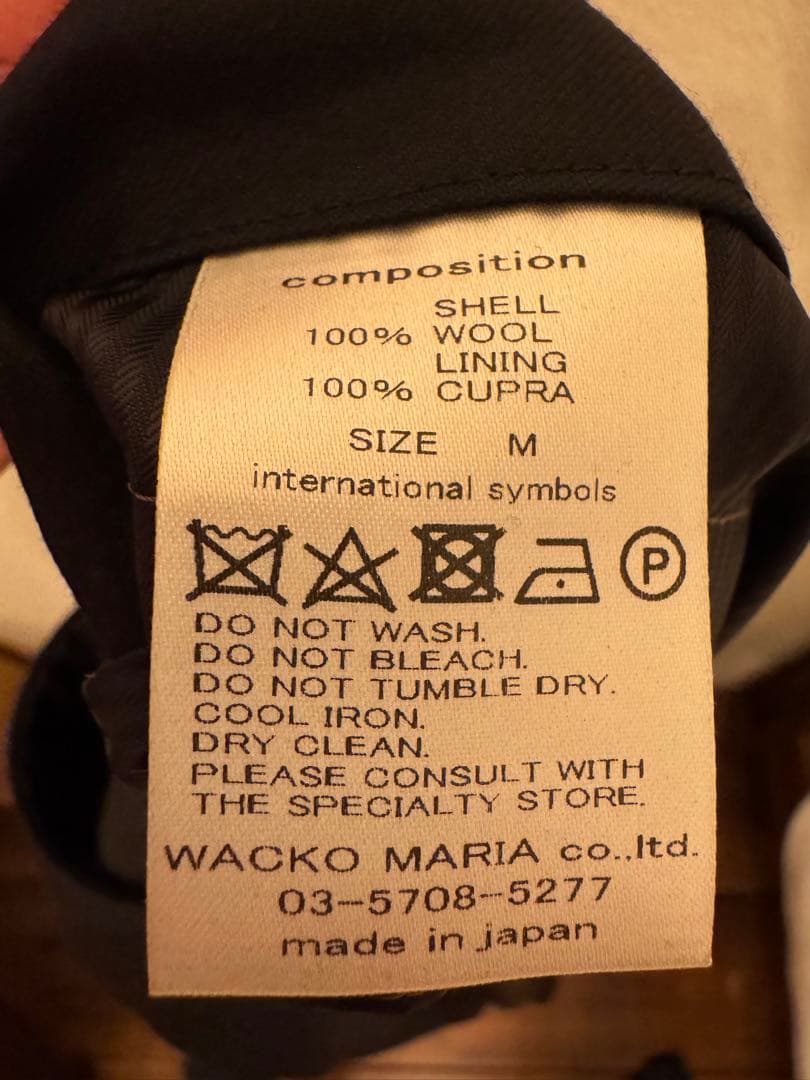 composition
SHELL
100% WOOL
LINING
100% CUPRA
SIZE M
international symbols
P
DO NOT WASH.
DO NOT BLEACH.
DO NOT TUMBLE DRY.
COOL IRON.
DRY CLEAN.
PLEASE CONSULT WITH
THE SPECIALTY STORE.
WACKO MARIA co.,ltd.
03-5708-5277
made in japan